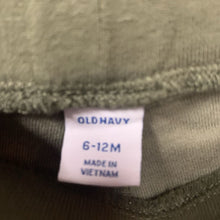 OLD NAVY
6-12M
MADE IN
VIETNAM